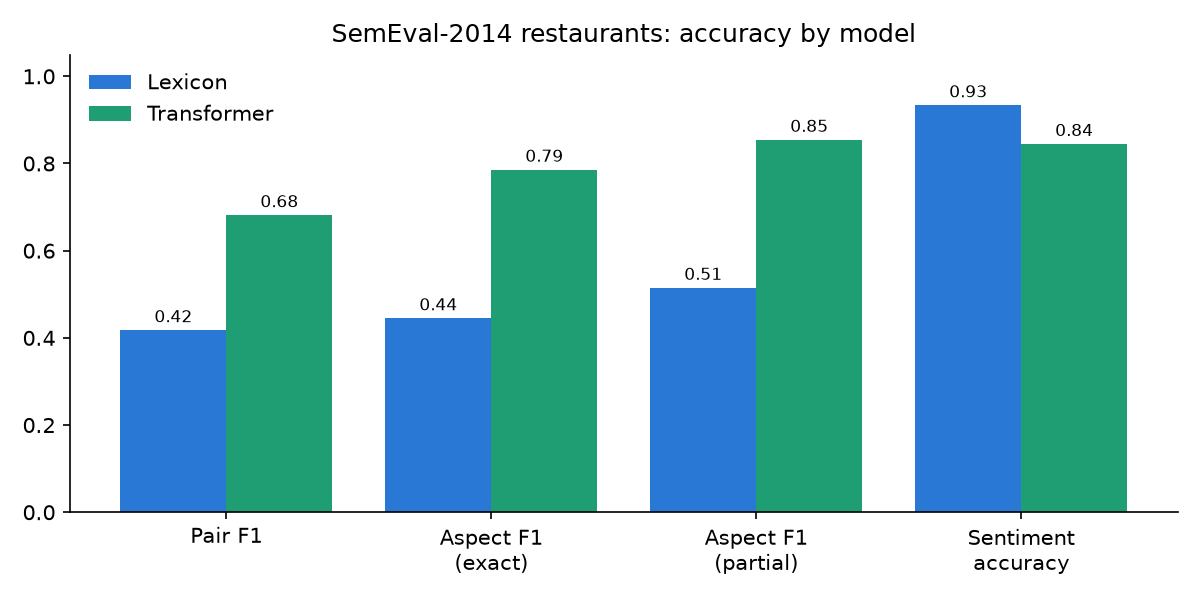 SemEval-2014 restaurants: accuracy by model
Lexicon
Transformer
1.0
0.8
0.6
0.4
0.2
0.0
0.42
0.68
0.44
0.79
0.51
0.85
0.93
0.84
Pair F1
Aspect F1
(exact)
Aspect F1
(partial)
Sentiment
accuracy